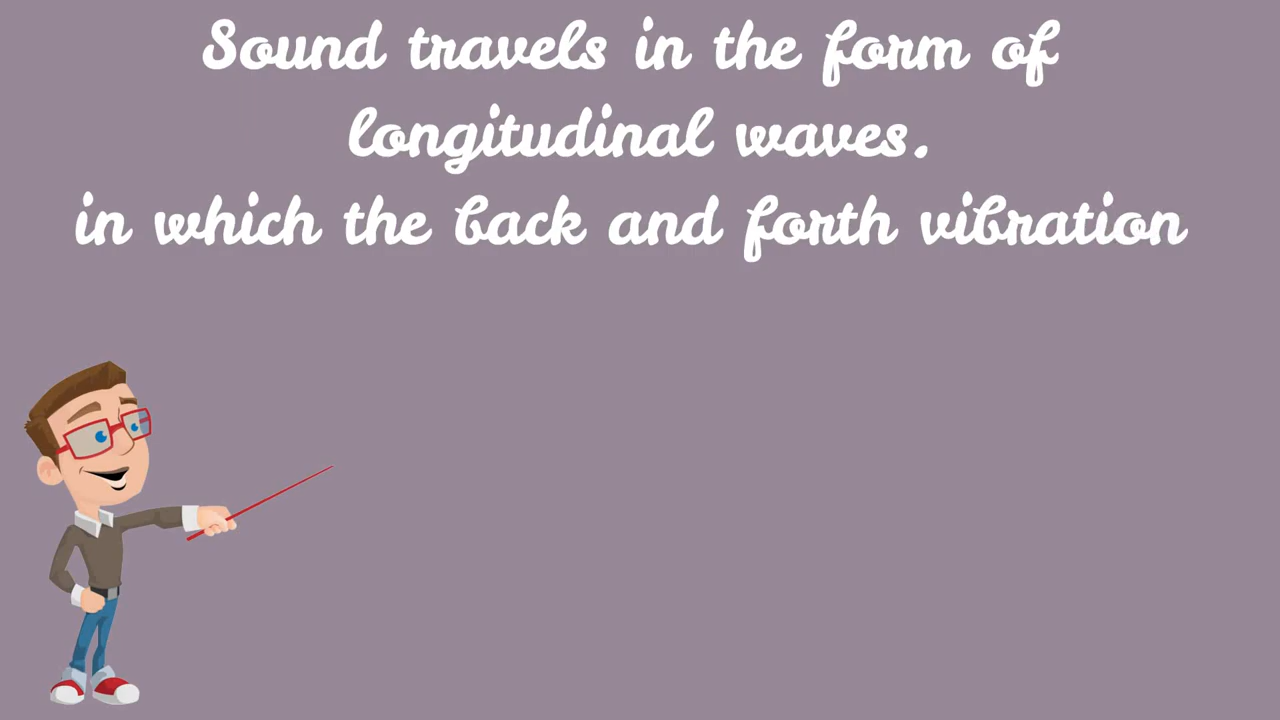 Sound travels in the form of
longitudinal waves.
in which the back and forth vibration